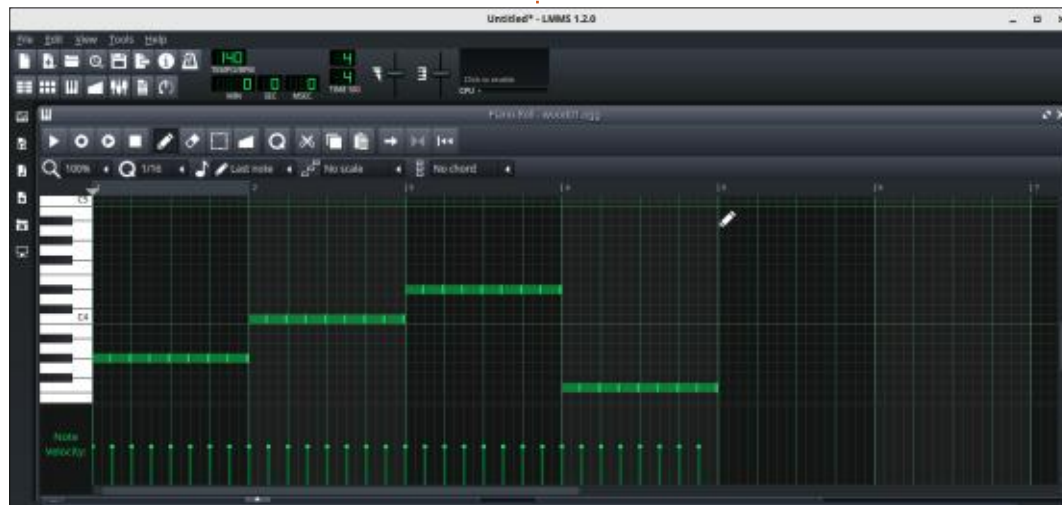 Untitled* - LMMS 1.2.0
File Edit View Tools Help
140
TEMPO/BPM
4
4
TIME SIG
0 0 0
MIN SEC MSEC
Click to enable
CPU
Piano-Roll - wood01.ogg
100% 1/16 Last note No scale No chord
2 3 4 5 6 7
C5
C4
Note
Velocity: